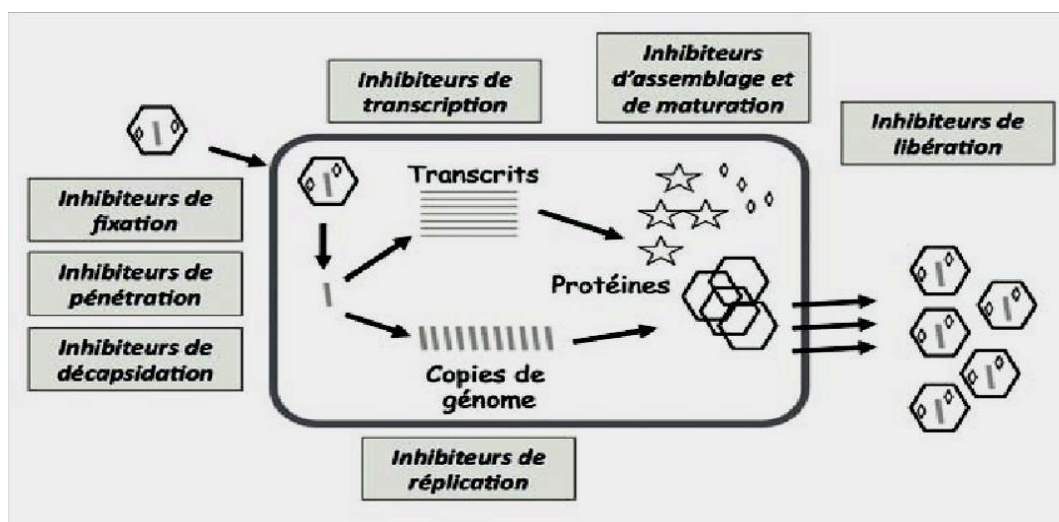 Inhibiteurs de
transcription
Inhibiteurs
d'assemblage et
de maturation
Inhibiteurs de
libération
Inhibiteurs de
fixation
Inhibiteurs de
pénétration
Inhibiteurs de
décapsidation
Transcrits
Protéines
Copies de
génome
Inhibiteurs de
réplication